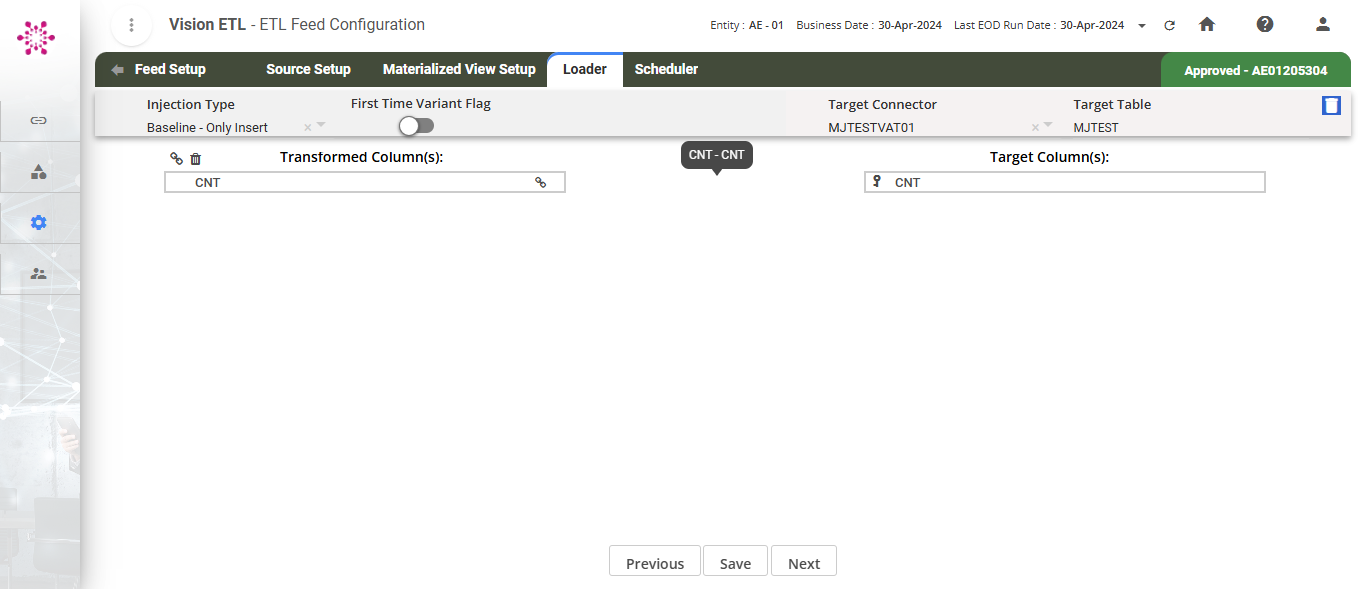 Vision ETL - ETL Feed Configuration
Entity : AE - 01 Business Date : 30-Apr-2024 Last EOD Run Date : 30-Apr-2024
Feed Setup Source Setup Materialized View Setup Loader Scheduler Approved - AE01205304
Injection Type First Time Variant Flag Target Connector Target Table
Baseline - Only Insert × MJTESTVAT01 × MJTEST
Transformed Column(s): CNT - CNT Target Column(s):
CNT CNT
Previous Save Next